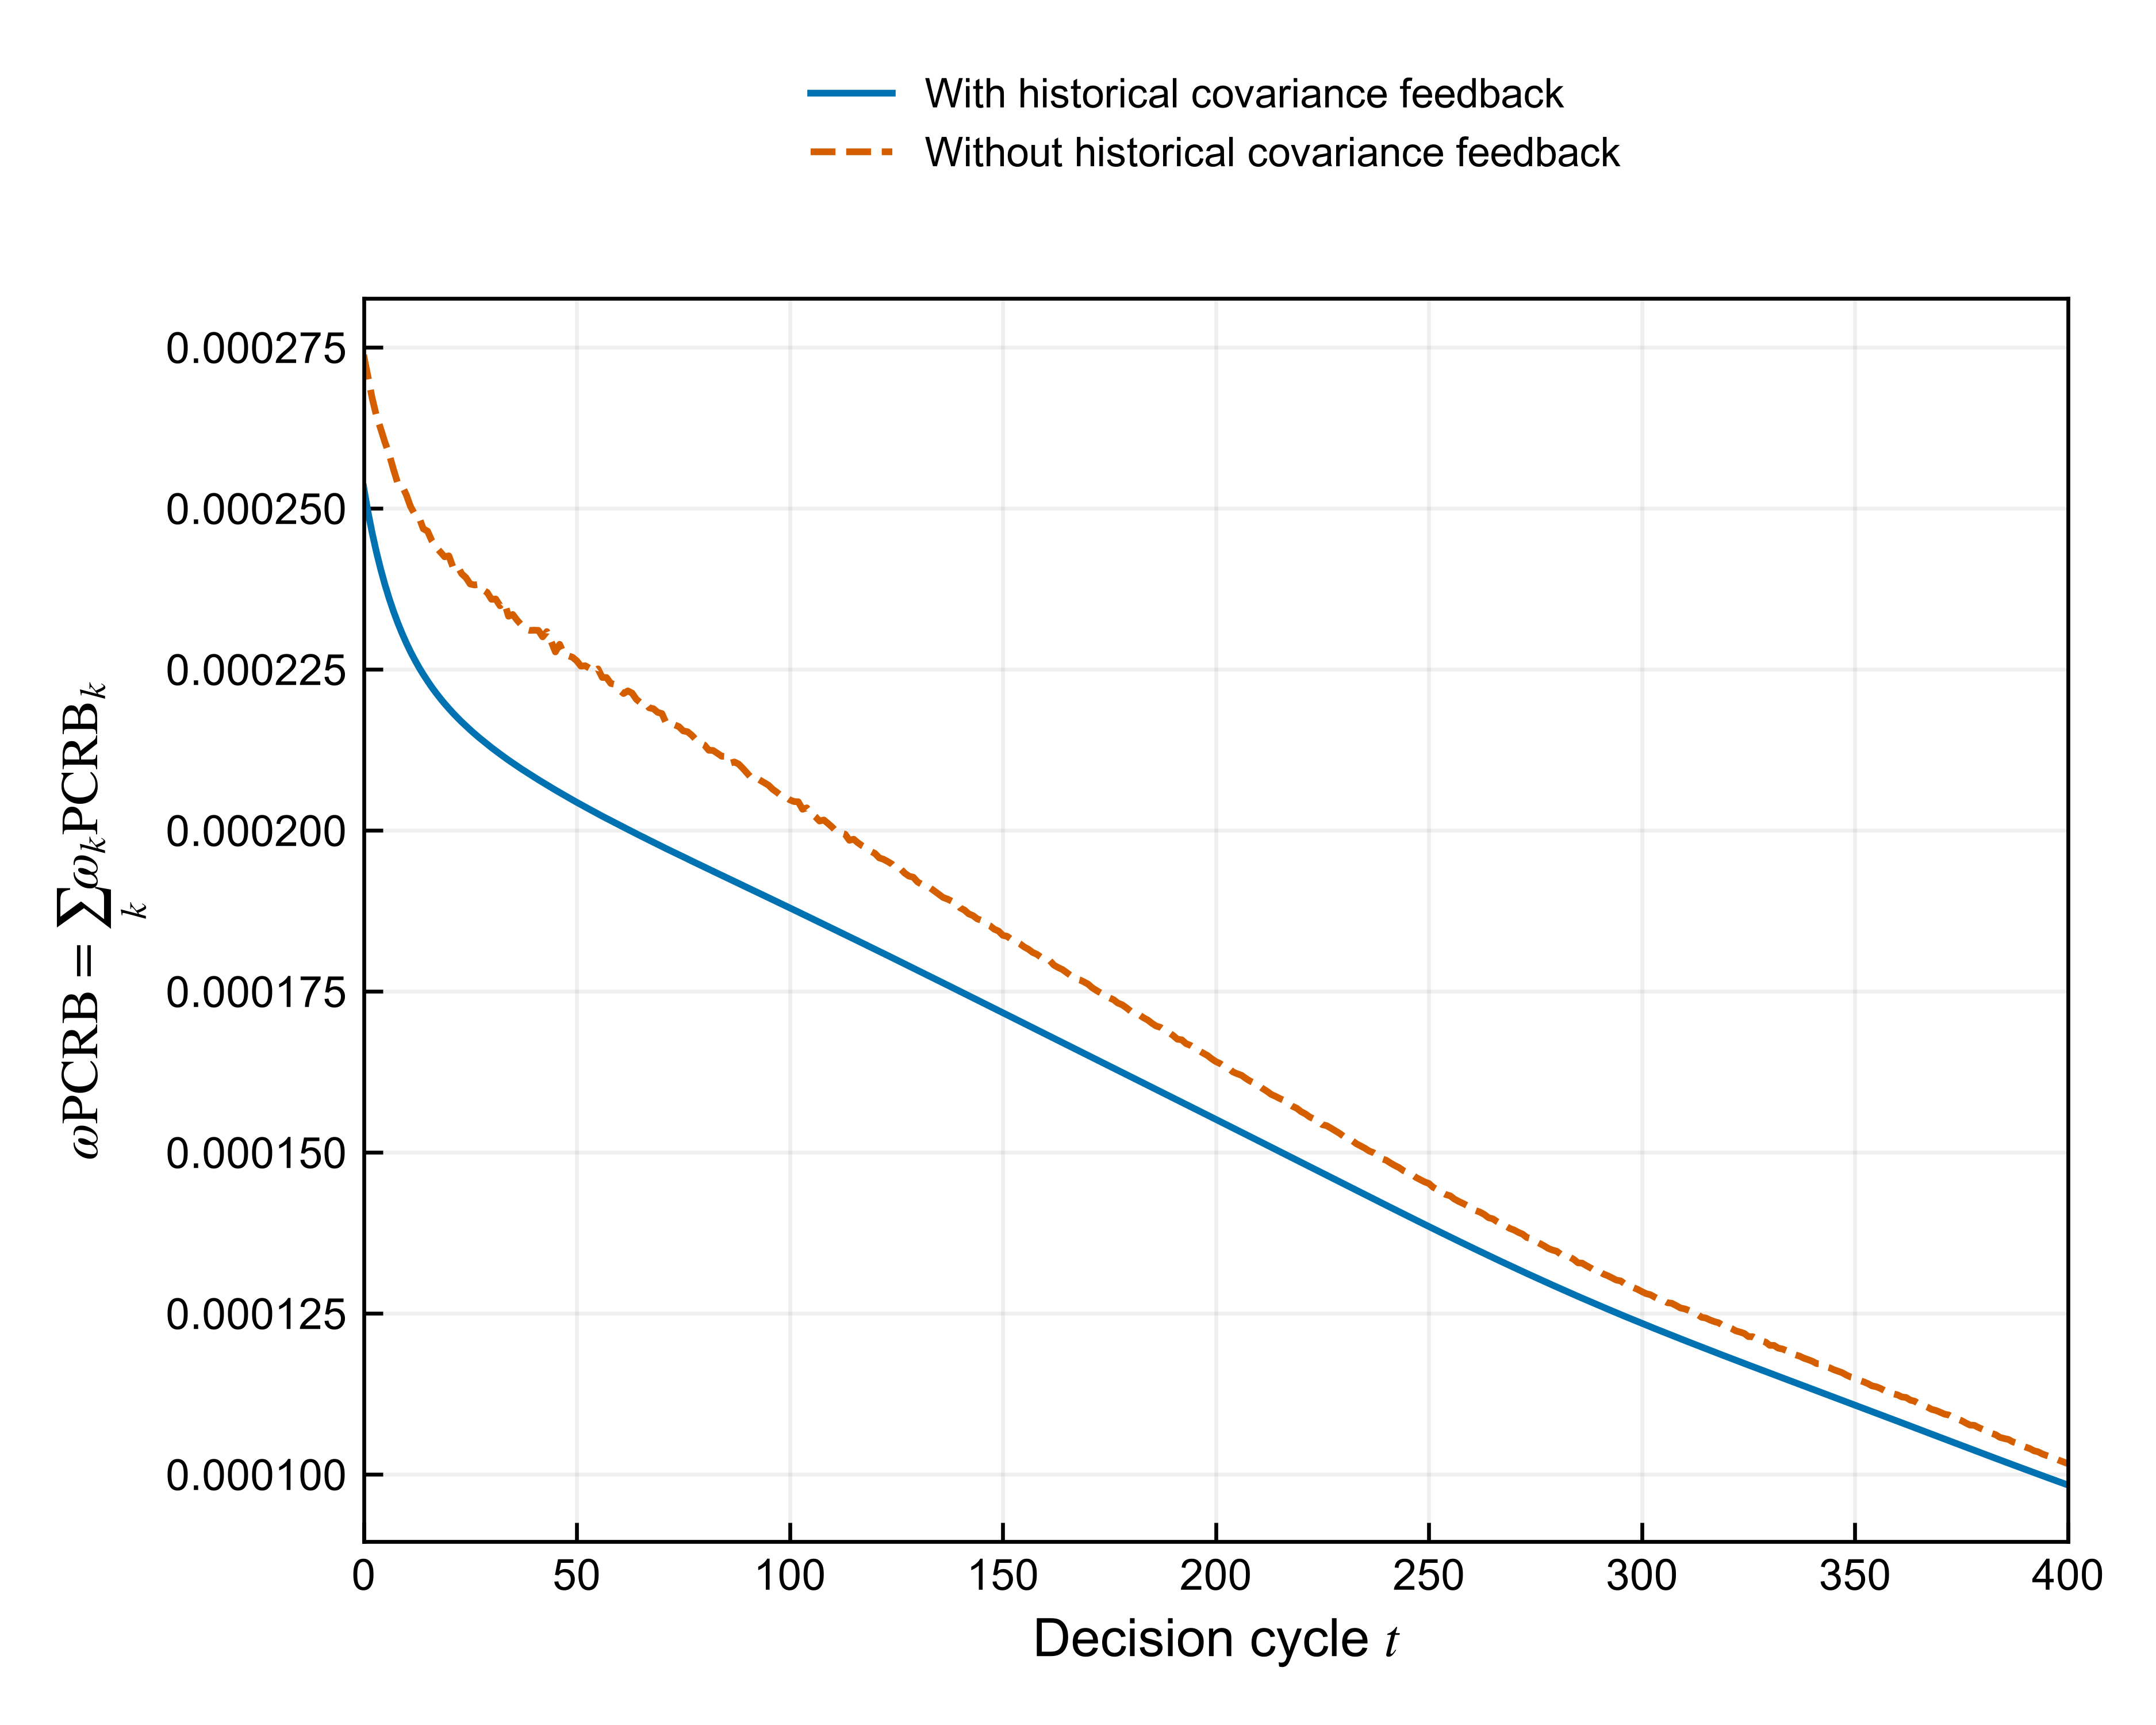 With historical covariance feedback
Without historical covariance feedback
ωPCRB = ∑ₖ ωₖPCRBₖ
0.000275
0.000250
0.000225
0.000200
0.000175
0.000150
0.000125
0.000100
0 50 100 150 200 250 300 350 400
Decision cycle t